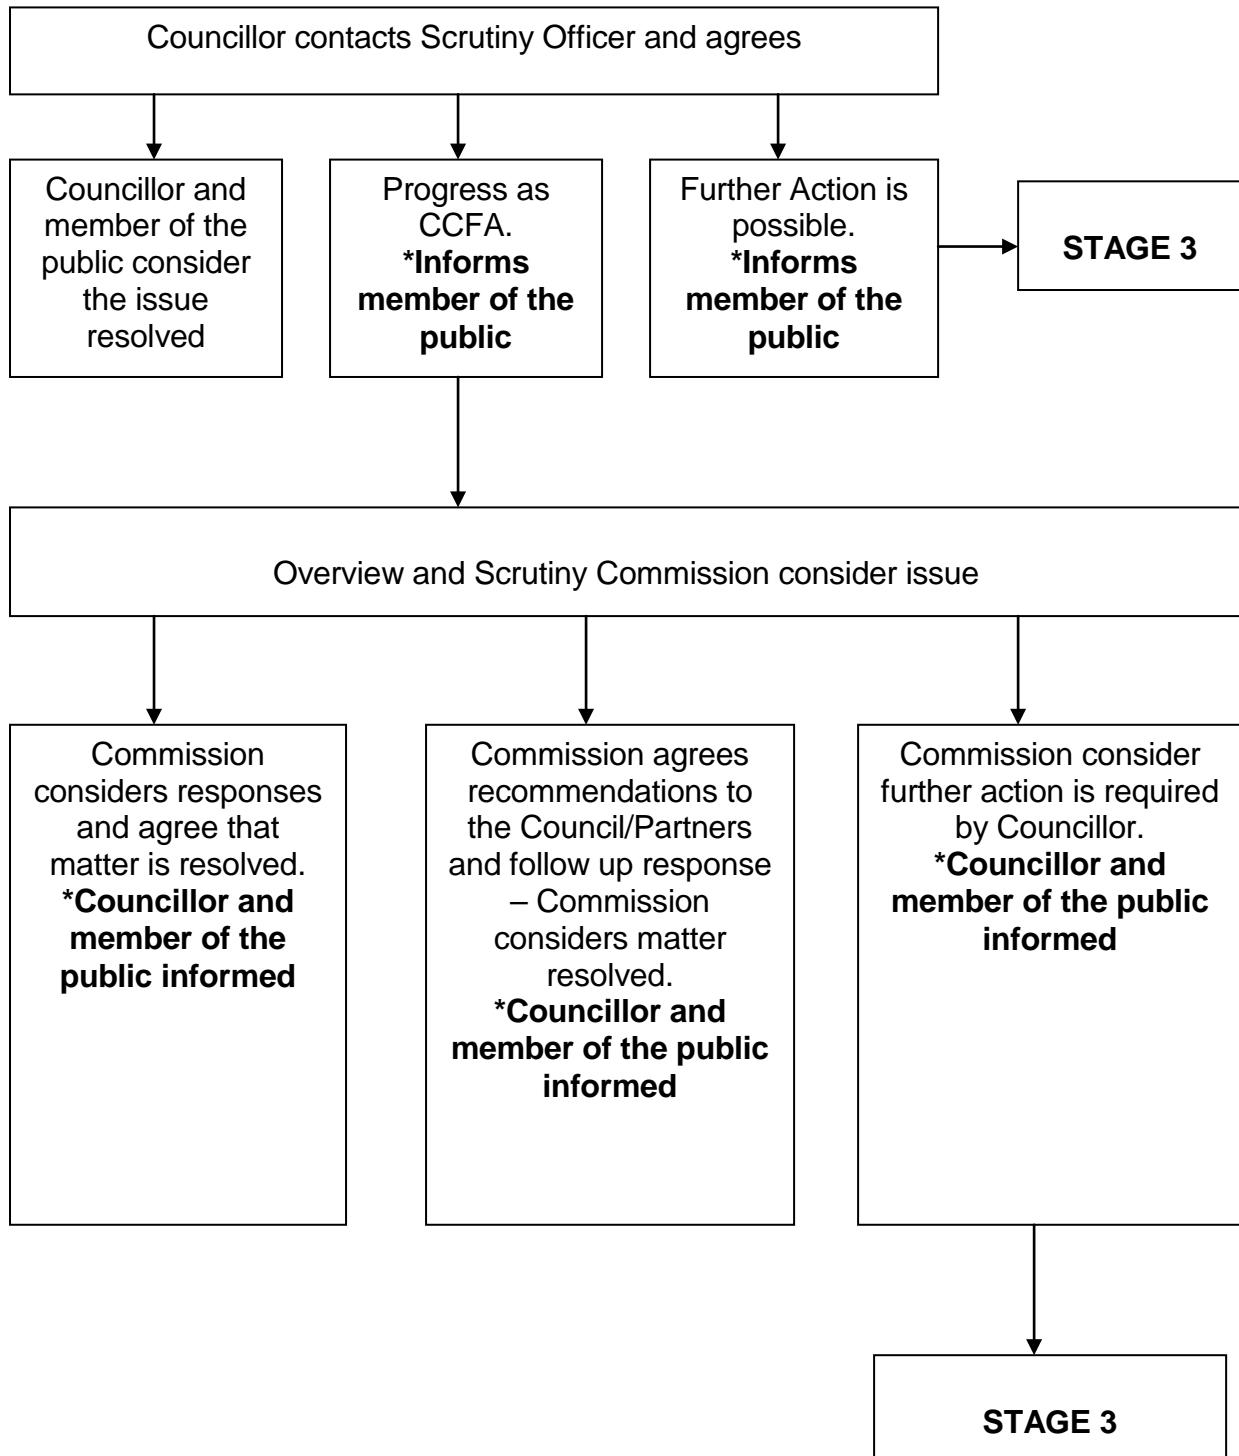 Councillor contacts Scrutiny Officer and agrees
Councillor and
member of the
public consider
the issue
resolved
Progress as
CCFA.
*Informs
member of the
public
Further Action is
possible.
*Informs
member of the
public
STAGE 3
Overview and Scrutiny Commission consider issue
Commission
considers responses
and agree that
matter is resolved.
*Councillor and
member of the
public informed
Commission agrees
recommendations to
the Council/Partners
and follow up response
– Commission
considers matter
resolved.
*Councillor and
member of the public
informed
Commission consider
further action is required
by Councillor.
*Councillor and
member of the public
informed
STAGE 3